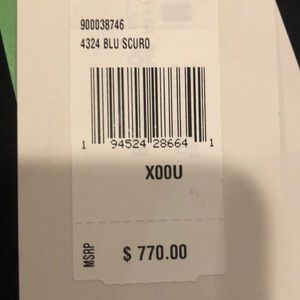 900038746
4324 BLU SCURO
1 94524 28664 1
X00U
MSRP $ 770.00